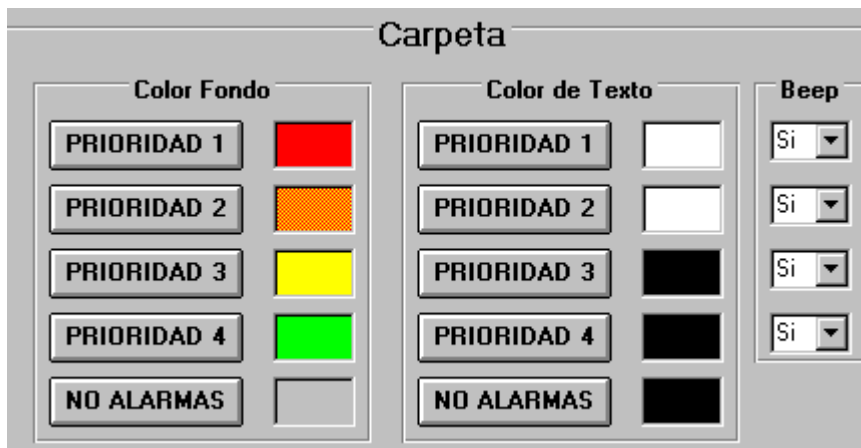 Carpeta
Color Fondo
PRIORIDAD 1
PRIORIDAD 2
PRIORIDAD 3
PRIORIDAD 4
NO ALARMAS
Color de Texto
PRIORIDAD 1
PRIORIDAD 2
PRIORIDAD 3
PRIORIDAD 4
NO ALARMAS
Beep
Si
Si
Si
Si